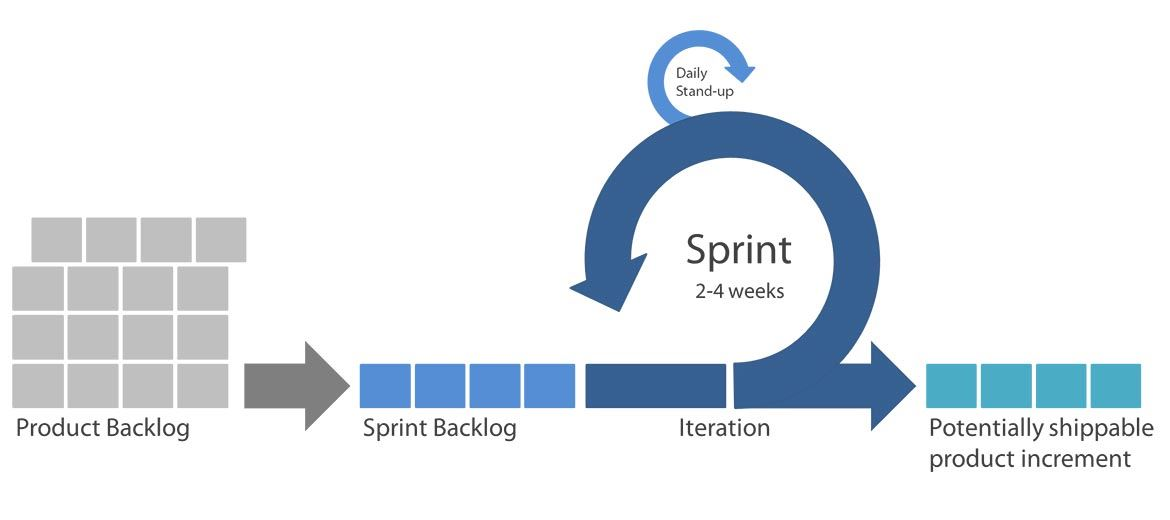 Daily
Stand-up
Sprint
2-4 weeks
Product Backlog
Sprint Backlog
Iteration
Potentially shippable
product increment